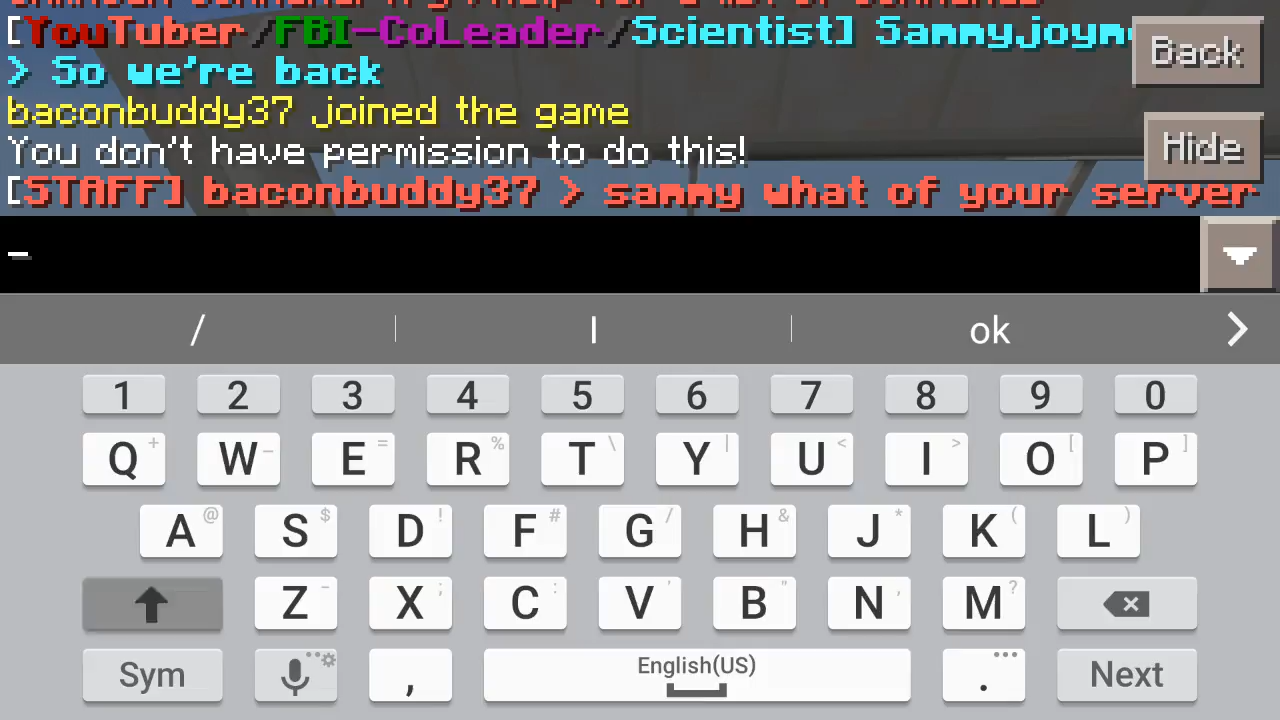 [YouTuber/FBI-CoLeader/Scientist] Sammyjoym
> So we're back
baconbuddy37 joined the game
You don't have permission to do this!
[STAFF] baconbuddy37 > sammy what of your server
Back
Hide
/ | ok
1 2 3 4 5 6 7 8 9 0
Q + W - E = R % T \ Y | U < I > O [ P ]
A @ S $ D ! F # G / H & J * K ( L )
Z - X ; C : V ' B " N , M ?
Sym , English(US) . Next